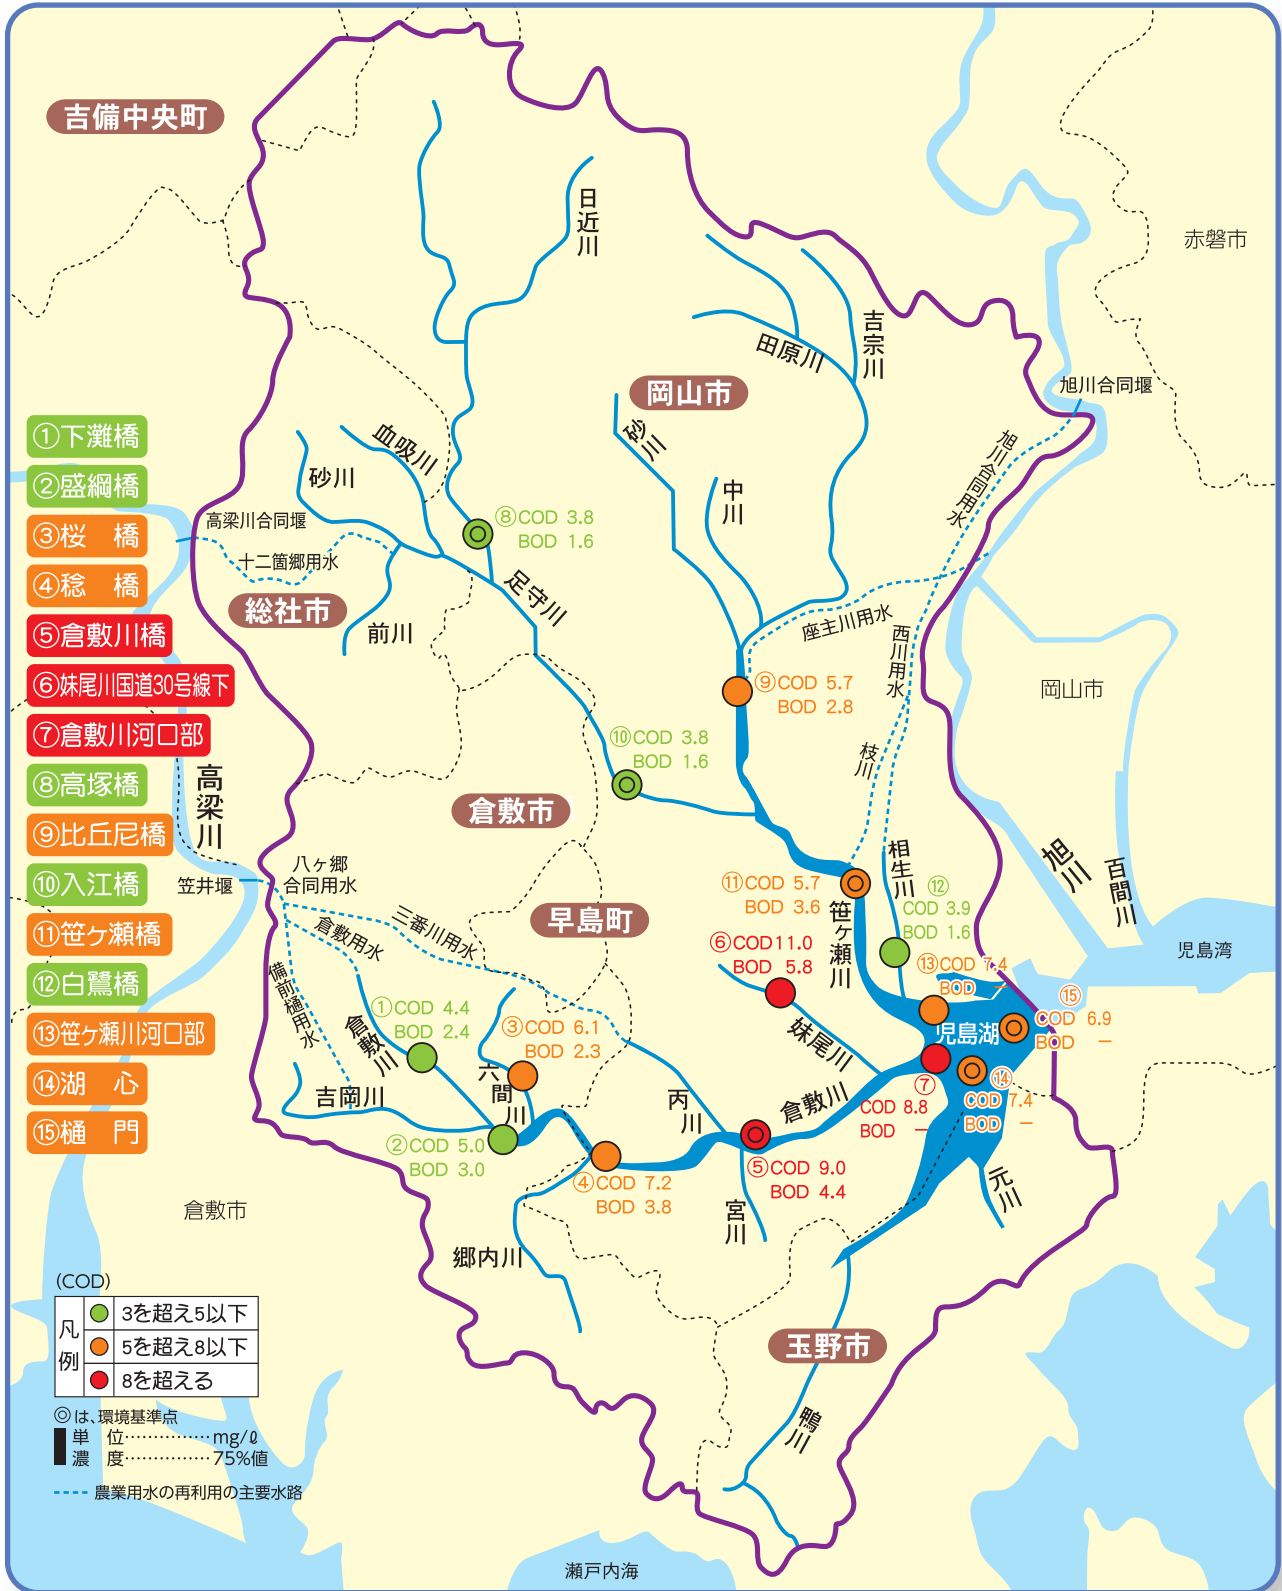 吉備中央町
日近川
赤磐市
吉宗川
田原川
旭川合同堰
岡山市
砂川
血吸川
砂川
中川
旭川合同用水
①下灘橋
②盛綱橋
③桜　橋
④稔　橋
⑤倉敷川橋
⑥妹尾川国道30号線下
⑦倉敷川河口部
⑧高塚橋
⑨比丘尼橋
⑩入江橋
⑪笹ヶ瀬橋
⑫白鷺橋
⑬笹ヶ瀬川河口部
⑭湖　心
⑮樋　門
高梁川合同堰
十二箇郷用水
⑧COD 3.8
BOD 1.6
総社市
前川
足守川
座主川用水
西川用水
岡山市
⑨COD 5.7
BOD 2.8
⑩COD 3.8
BOD 1.6
枝川
高梁川
倉敷市
笠井堰
八ヶ郷
合同用水
相生川
旭川
百間川
⑪COD 5.7
BOD 3.6
笹ヶ瀬川
⑫
COD 3.9
BOD 1.6
早島町
三番川用水
倉敷用水
備前樋用水
⑥COD11.0
BOD 5.8
児島湾
⑬COD 7.4
BOD －
⑮
COD 6.9
BOD －
児島湖
①COD 4.4
BOD 2.4
倉敷川
③COD 6.1
BOD 2.3
六間川
妹尾川
⑦
COD 8.8
BOD －
⑭
COD 7.4
BOD －
吉岡川
丙川
倉敷川
②COD 5.0
BOD 3.0
④COD 7.2
BOD 3.8
⑤COD 9.0
BOD 4.4
宮川
元川
倉敷市
郷内川
玉野市
鴨川
(COD)
凡例
3を超え5以下
5を超え8以下
8を超える
◎は、環境基準点
単　位……………mg/ℓ
濃　度……………75%値
農業用水の再利用の主要水路
瀬戸内海